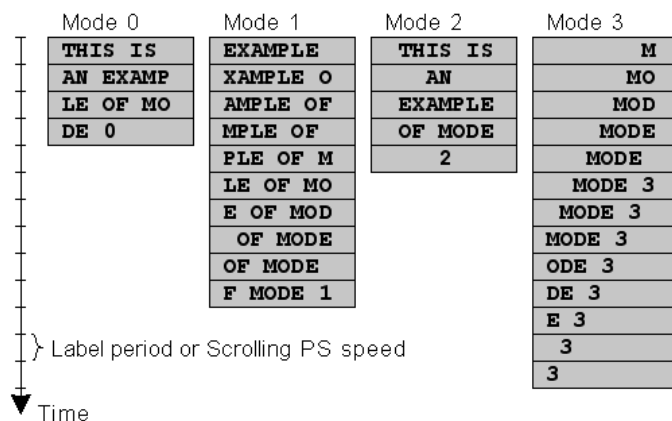 Mode 0
THIS IS
AN EXAMP
LE OF MO
DE 0
Mode 1
EXAMPLE
XAMPLE O
AMPLE OF
MPLE OF
PLE OF M
LE OF MO
E OF MOD
OF MODE
OF MODE
F MODE 1
Mode 2
THIS IS
AN
EXAMPLE
OF MODE
2
Mode 3
M
MO
MOD
MODE
MODE
MODE 3
MODE 3
MODE 3
ODE 3
DE 3
E 3
3
3
} Label period or Scrolling PS speed
Time